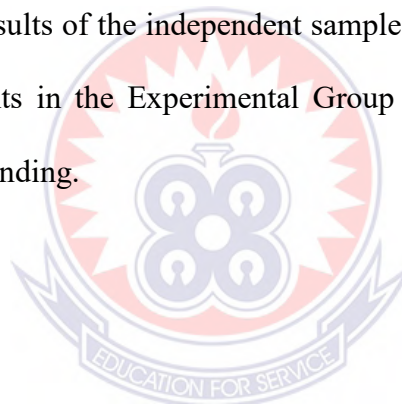 sults of the independent sample
ts in the Experimental Group
nding.
EDUCATION FOR SERVICE